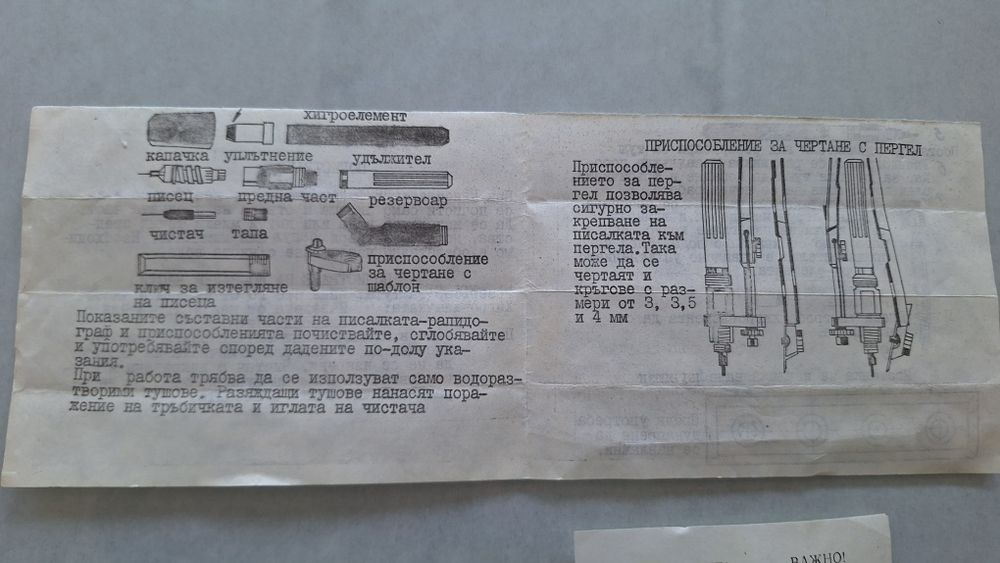 хигроелемент
капачка уплътнение удължител
писец предна част резервоар
чистач тапа
приспособление
за чертане с
шаблон
ключ за изтегляне
на писеца
Показаните съставни части на писалката-рапидо-
граф и приспособленията почиствайте, сглобявайте
и употребявайте според дадените по-долу ука-
зания.
При работа трябва да се използуват само водораз-
творими тушове. Разяждащи тушове нанасят пора-
жение на тръбичката и иглата на чистача
ПРИСПОСОБЛЕНИЕ ЗА ЧЕРТАНЕ С ПЕРГЕЛ
Приспособле-
нието за пер-
гел позволява
сигурно за-
крепване на
писалката към
пергела.Така
може да се
чертаят и
кръгове с раз-
мери от 3, 3,5
и 4 мм
ВАЖНО!